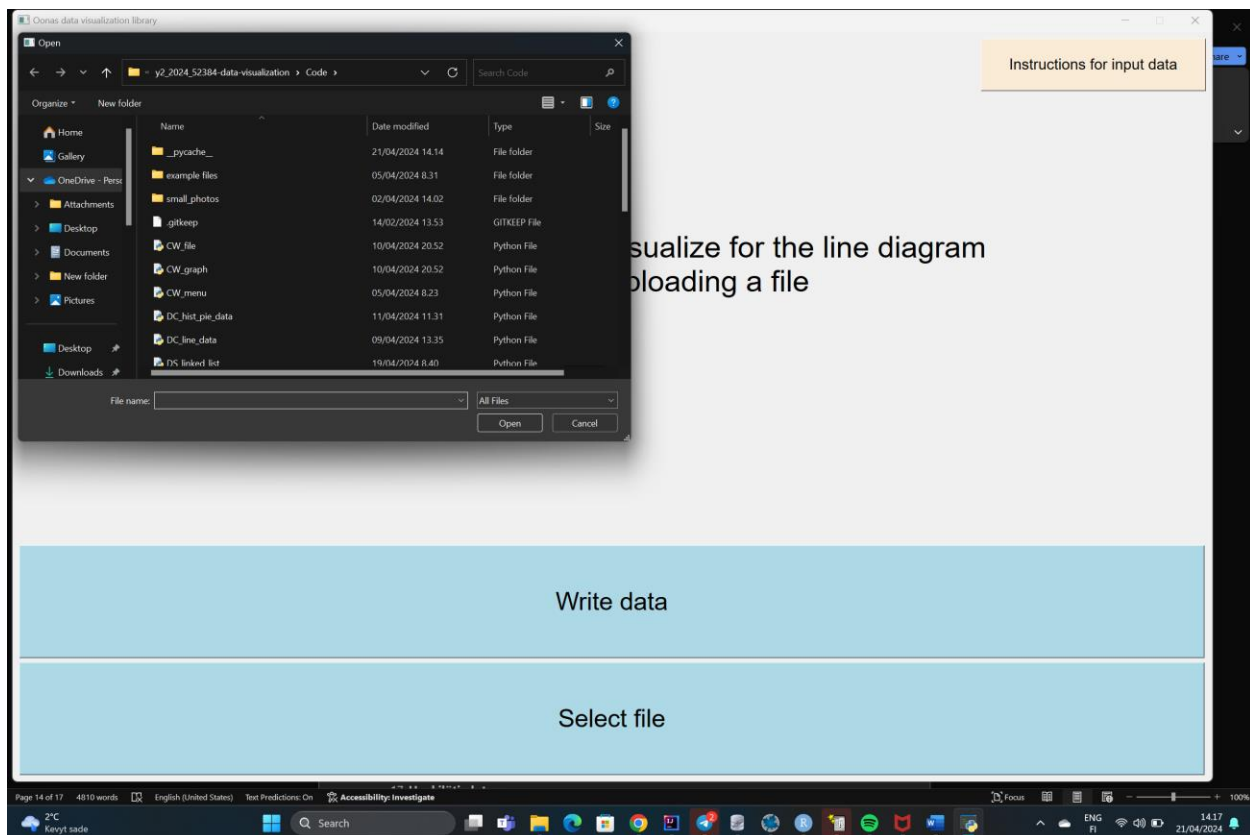 Oonas data visualization library
Open
y2_2024_52384-data-visualization › Code ›
Search Code
Instructions for input data
Organize
New folder
Name Date modified Type Size
Home
Gallery
OneDrive - Pers
Attachments
Desktop
Documents
New folder
Pictures
Desktop
Downloads
__pycache__ 21/04/2024 14.14 File folder
example files 05/04/2024 8.31 File folder
small_photos 02/04/2024 14.02 File folder
.gitkeep 14/02/2024 13.53 GITKEEP File
CW_file 10/04/2024 20.52 Python File
CW_graph 10/04/2024 20.52 Python File
CW_menu 05/04/2024 8.23 Python File
DC_hist_pie_data 11/04/2024 11.31 Python File
DC_line_data 09/04/2024 13.35 Python File
DS_linked_list 19/04/2024 8.40 Python File
File name: All Files
Open Cancel
sualize for the line diagram
ploading a file
Write data
Select file
Page 14 of 17 4810 words English (United States) Text Predictions: On Accessibility: Investigate Focus 100%
2°C
Kevyt sade
Search
ENG
FI
14.17
21/04/2024